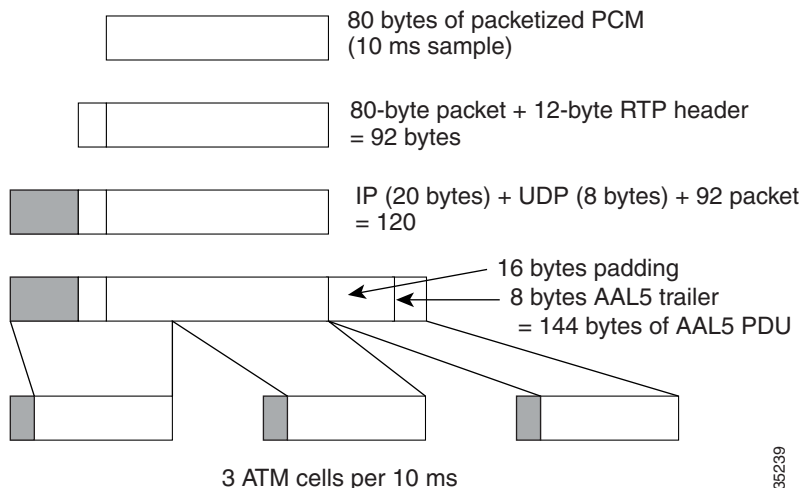 80 bytes of packetized PCM
(10 ms sample)
80-byte packet + 12-byte RTP header
= 92 bytes
IP (20 bytes) + UDP (8 bytes) + 92 packet
= 120
16 bytes padding
8 bytes AAL5 trailer
= 144 bytes of AAL5 PDU
3 ATM cells per 10 ms
35239